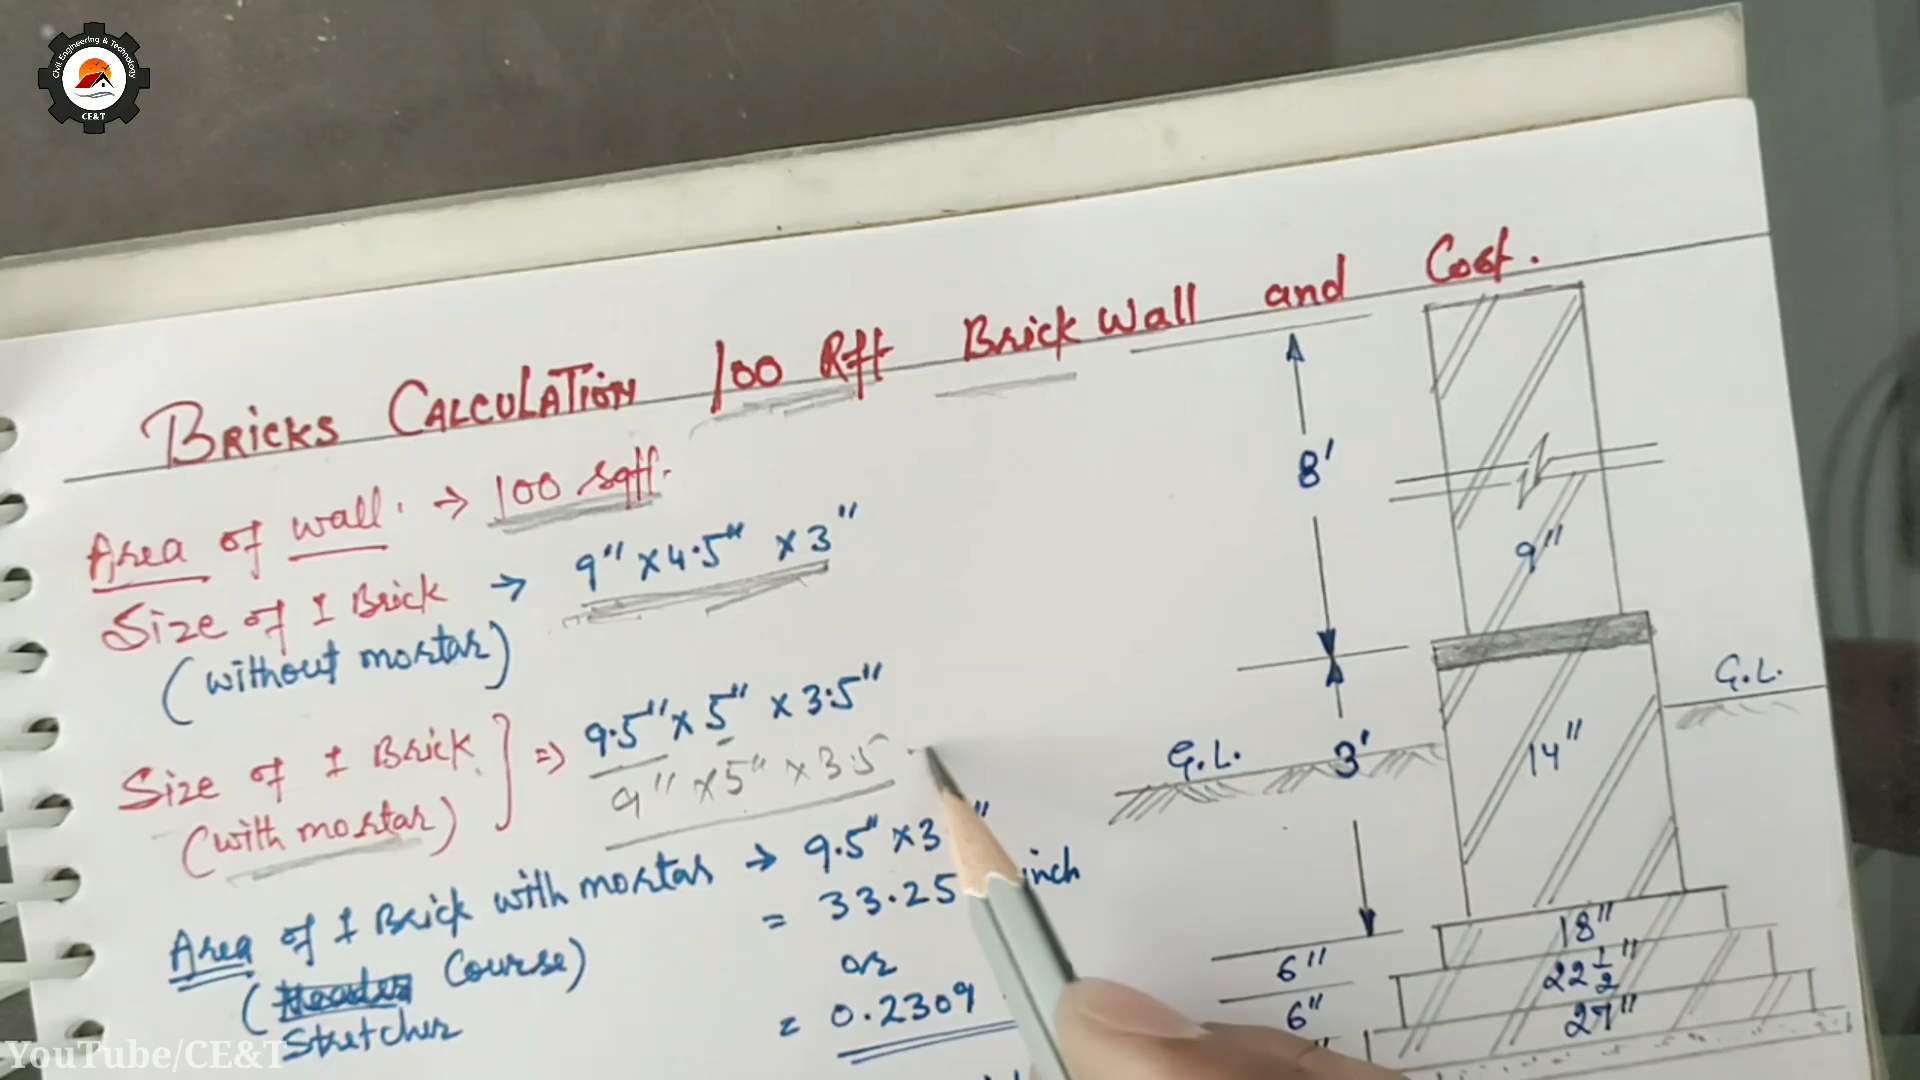 Civil Engineering & Technology
CE&T
BRICKS CALCULATION 100 Rft Brick Wall and Cost.
Area of wall. → 100 sqft.
Size of 1 Brick → 9" x 4.5" x 3"
(without mortar)
Size of 1 Brick
(with mortar)
⇒ 9.5" x 5" x 3.5"
9" x 5" x 3.5
Area of 1 Brick with mortar → 9.5" x 3 "
(Course)
Stretcher
= 33.25 inch
or
= 0.2309
8'
9"
G.L.
G.L.
3'
14"
18"
6"
22 1/2"
6"
27"
YouTube/CE&T